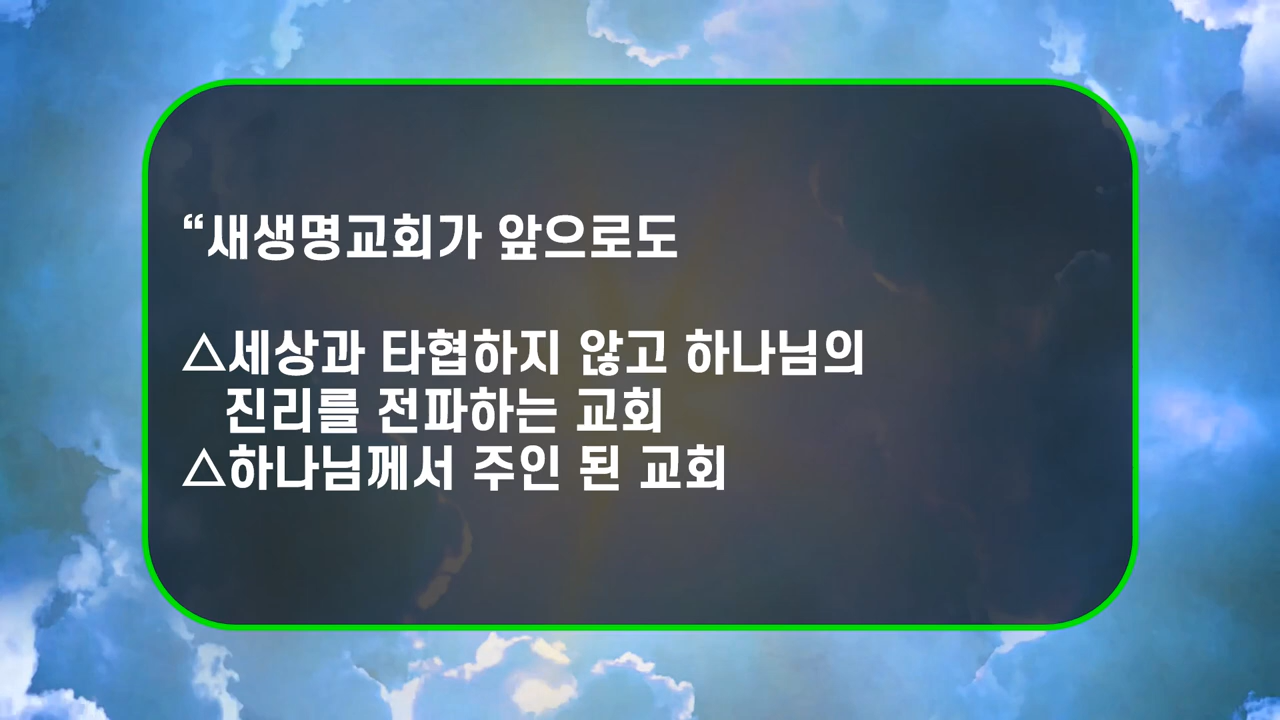 “새생명교회가 앞으로도
△세상과 타협하지 않고 하나님의
진리를 전파하는 교회
△하나님께서 주인 된 교회